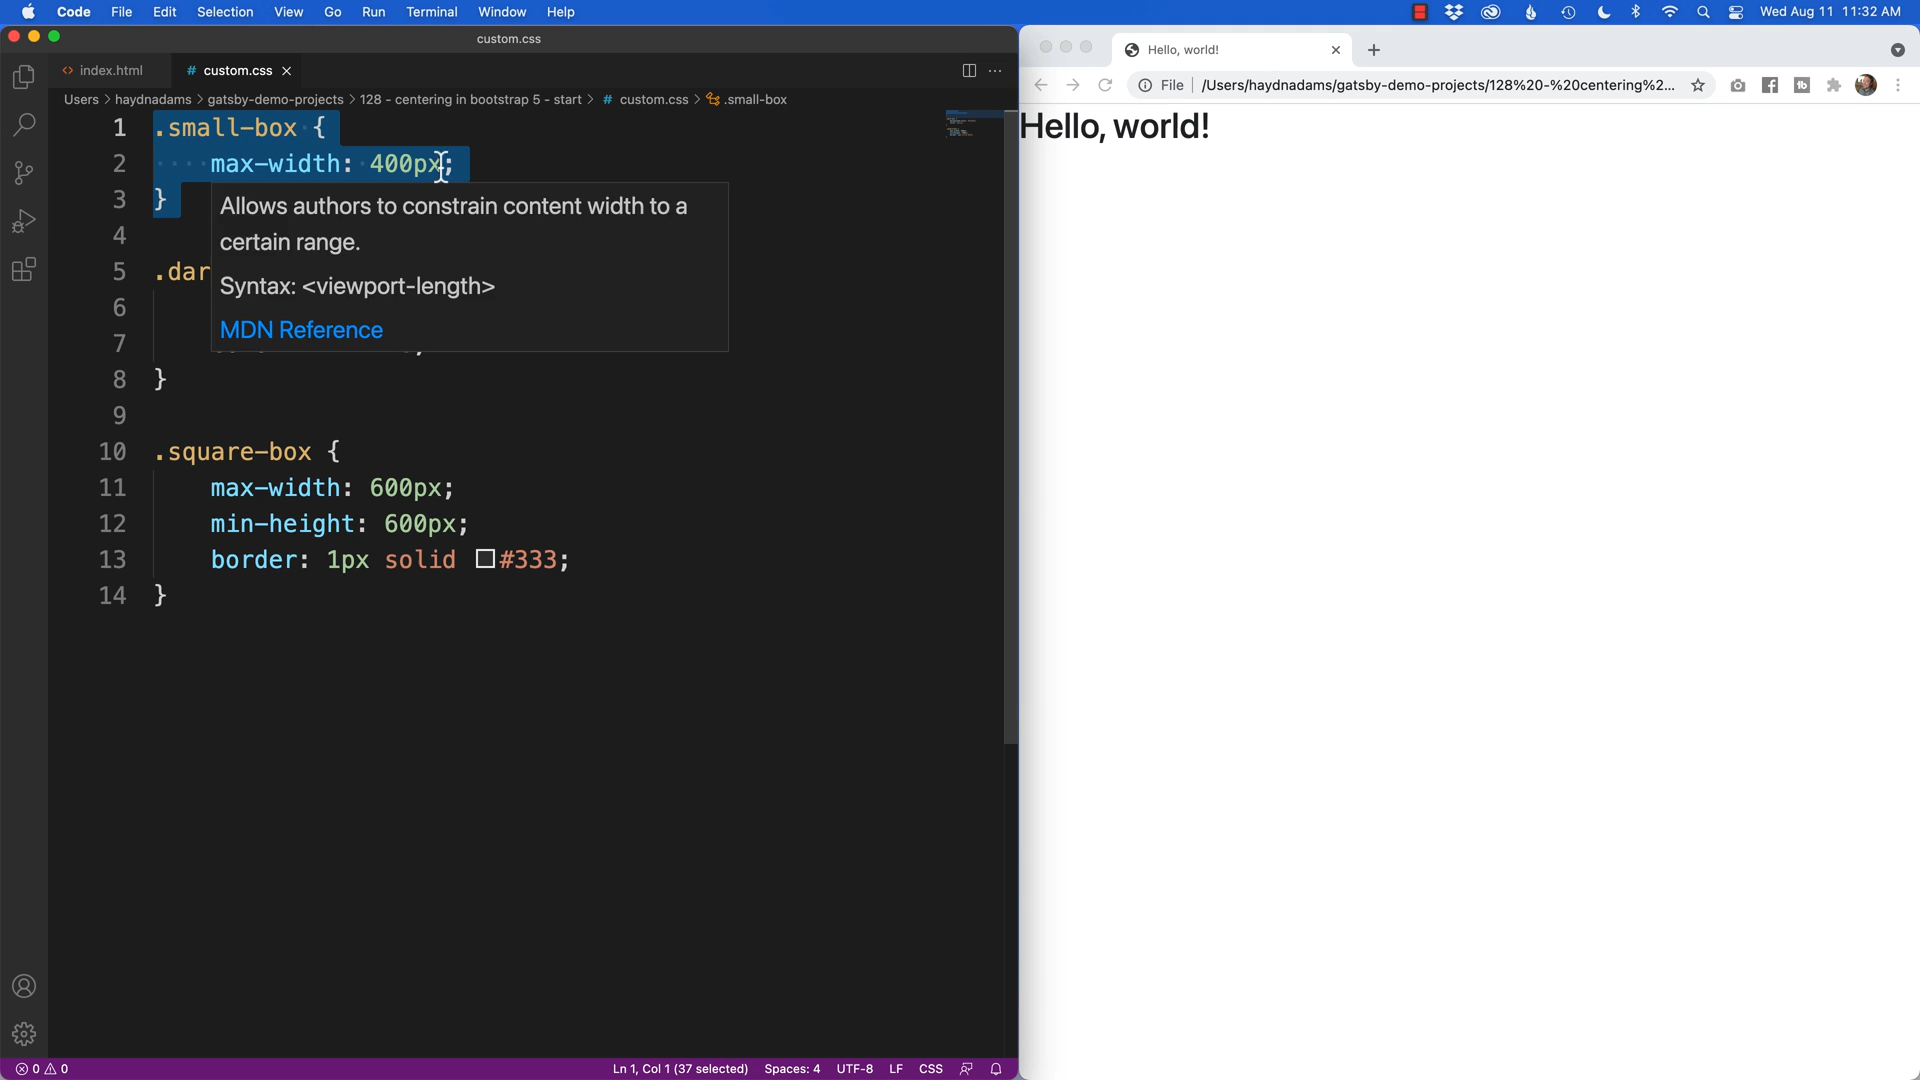 Code File Edit Selection View Go Run Terminal Window Help
Wed Aug 11 11:32 AM
custom.css
index.html
# custom.css
Users > haydnadams > gatsby-demo-projects > 128 - centering in bootstrap 5 - start > # custom.css > .small-box
1 .small-box {
2 max-width: 400px;
3 }
4
5 .dar
6
7
8 }
9
10 .square-box {
11 max-width: 600px;
12 min-height: 600px;
13 border: 1px solid #333;
14 }
Allows authors to constrain content width to a
certain range.
Syntax: <viewport-length>
MDN Reference
0 0
Ln 1, Col 1 (37 selected) Spaces: 4 UTF-8 LF CSS
Hello, world!
File /Users/haydnadams/gatsby-demo-projects/128%20-%20centering%2...
Hello, world!